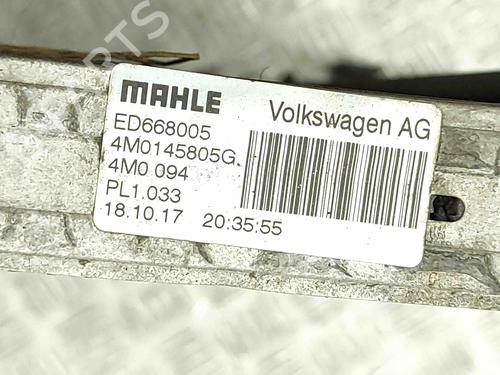 MAHLE Volkswagen AG
ED668005
4M0145805G
4M0 094
PL1.033
18.10.17 20:35:55